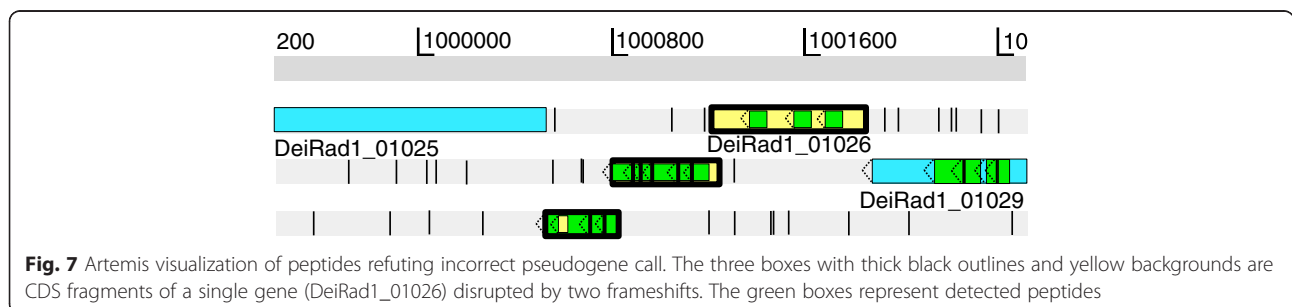 200 1000000 1000800 1001600 10
DeiRad1_01025 DeiRad1_01026
DeiRad1_01029
Fig. 7 Artemis visualization of peptides refuting incorrect pseudogene call. The three boxes with thick black outlines and yellow backgrounds are
CDS fragments of a single gene (DeiRad1_01026) disrupted by two frameshifts. The green boxes represent detected peptides